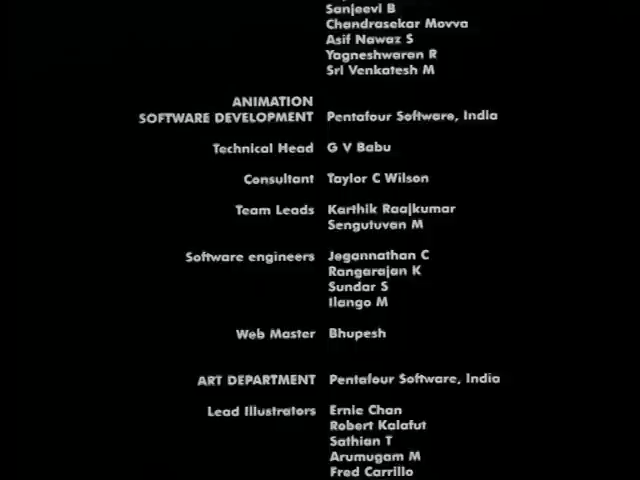 Sanjeevi B
Chandrasekar Movva
Asif Nawaz S
Yagneshwaran R
Sri Venkatesh M
ANIMATION
SOFTWARE DEVELOPMENT Pentafour Software, India
Technical Head G V Babu
Consultant Taylor C Wilson
Team Leads Karthik Raajkumar
Sengutuvan M
Software engineers Jegannathan C
Rangarajan K
Sundar S
Ilango M
Web Master Bhupesh
ART DEPARTMENT Pentafour Software, India
Lead Illustrators Ernie Chan
Robert Kalafut
Sathian T
Arumugam M
Fred Carrillo